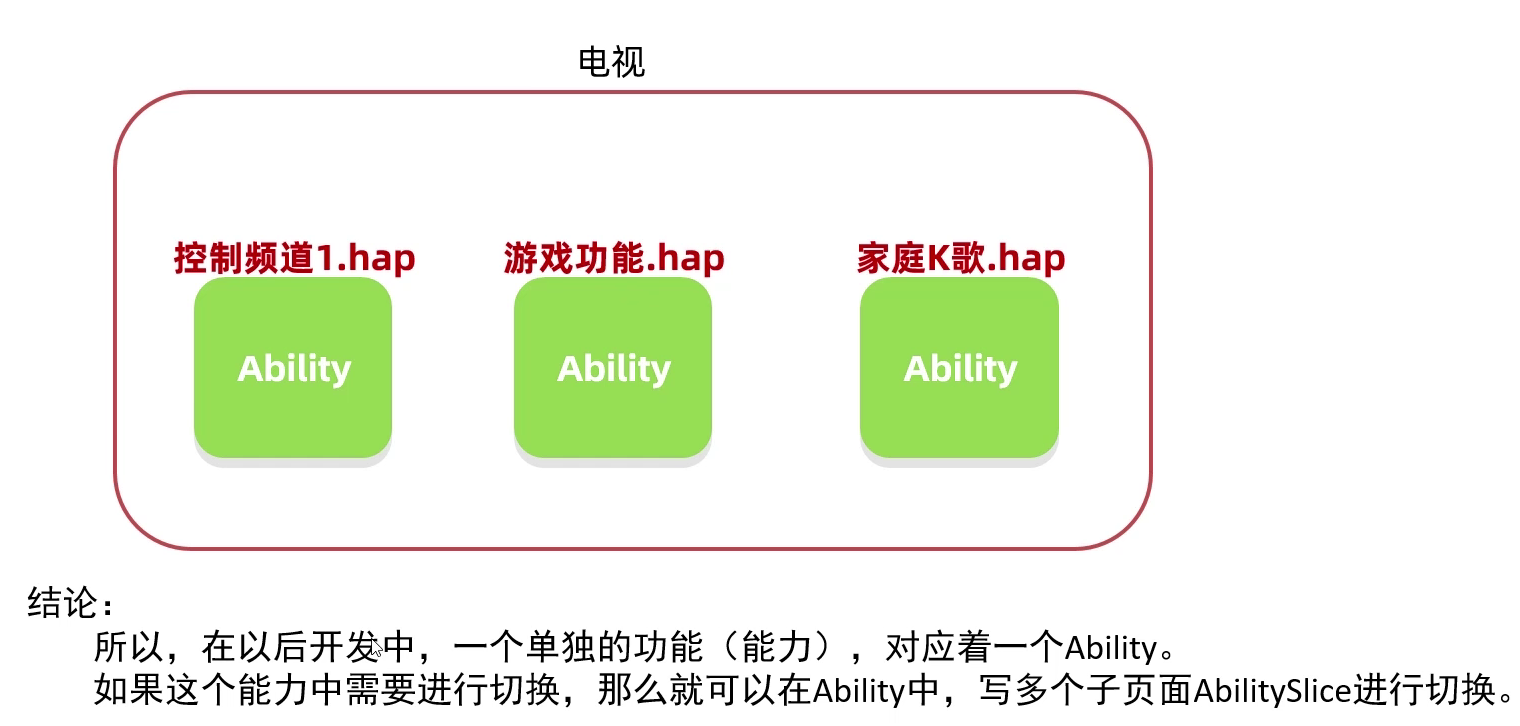 电视
控制频道1.hap
游戏功能.hap
家庭K歌.hap
Ability
Ability
Ability
结论：
所以，在以后开发中，一个单独的功能（能力），对应着一个Ability。
如果这个能力中需要进行切换，那么就可以在Ability中，写多个子页面AbilitySlice进行切换。